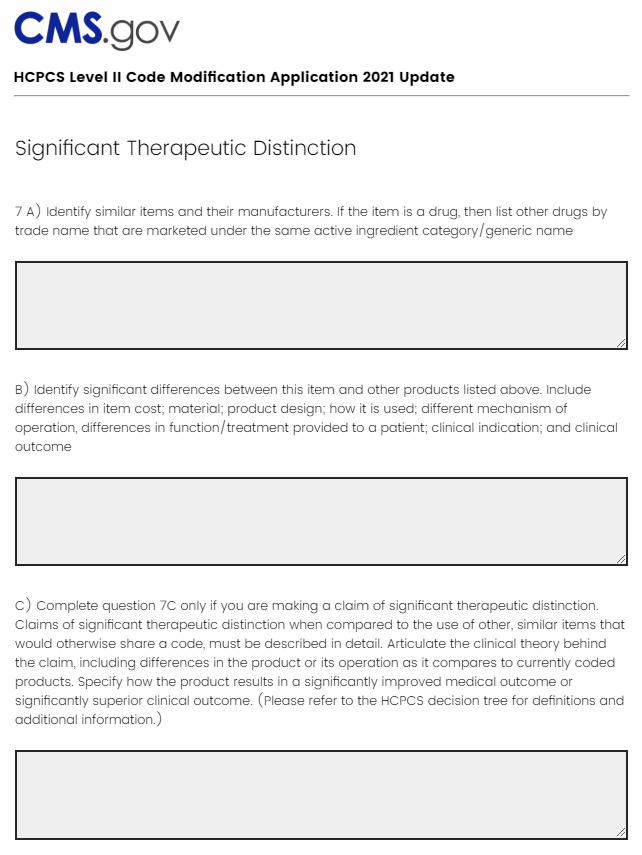 CMS.gov
HCPCS Level II Code Modification Application 2021 Update
Significant Therapeutic Distinction
7 A) Identify similar items and their manufacturers. If the item is a drug, then list other drugs by
trade name that are marketed under the same active ingredient category/generic name
B) Identify significant differences between this item and other products listed above. Include
differences in item cost; material; product design; how it is used; different mechanism of
operation, differences in function/treatment provided to a patient; clinical indication; and clinical
outcome
C) Complete question 7C only if you are making a claim of significant therapeutic distinction.
Claims of significant therapeutic distinction when compared to the use of other, similar items that
would otherwise share a code, must be described in detail. Articulate the clinical theory behind
the claim, including differences in the product or its operation as it compares to currently coded
products. Specify how the product results in a significantly improved medical outcome or
significantly superior clinical outcome. (Please refer to the HCPCS decision tree for definitions and
additional information.)